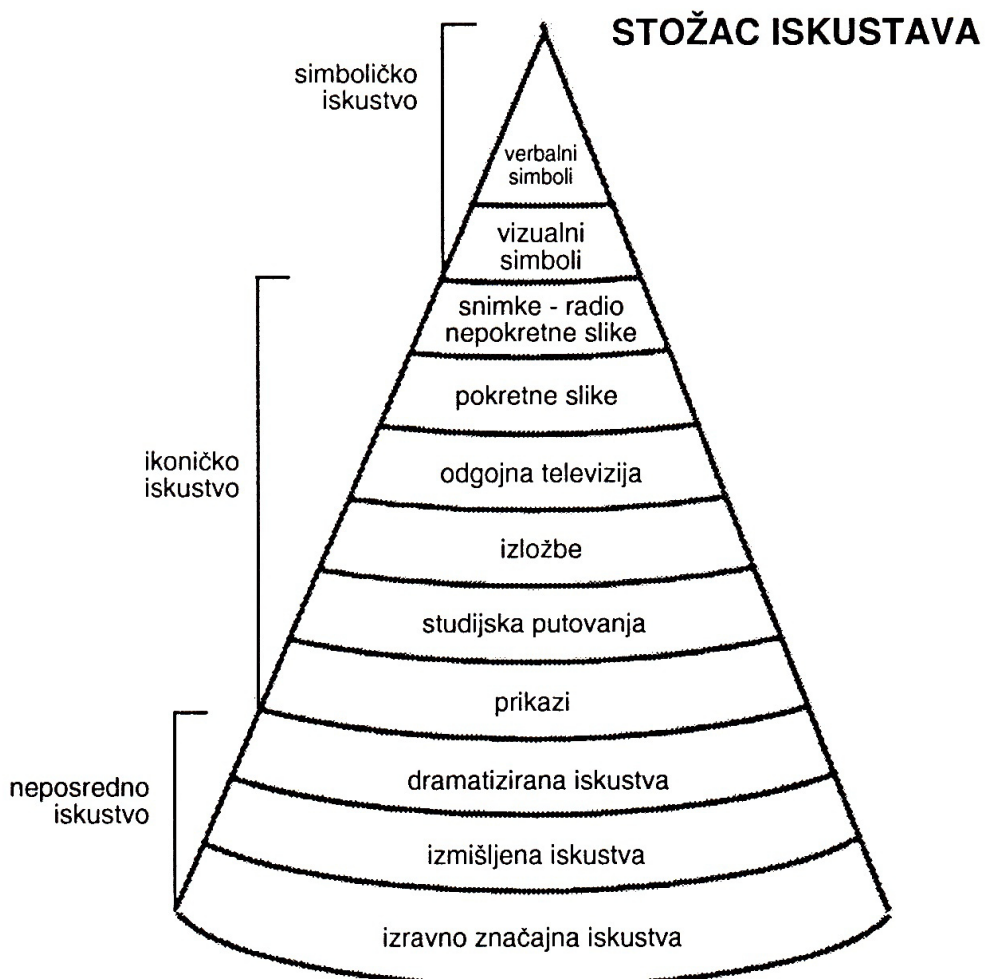 STOŽAC ISKUSTAVA
simboličko
iskustvo
verbalni
simboli
vizualni
simboli
snimke - radio
nepokretne slike
pokretne slike
ikoničko
iskustvo
odgojna televizija
izložbe
studijska putovanja
prikazi
neposredno
iskustvo
dramatizirana iskustva
izmišljena iskustva
izravno značajna iskustva